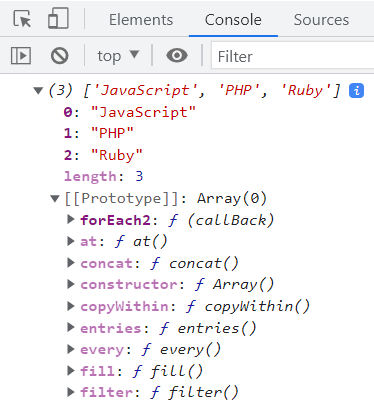 Elements Console Sources
top Filter
(3) ['JavaScript', 'PHP', 'Ruby'] i
0: "JavaScript"
1: "PHP"
2: "Ruby"
length: 3
[[Prototype]]: Array(0)
forEach2: ƒ (callBack)
at: ƒ at()
concat: ƒ concat()
constructor: ƒ Array()
copyWithin: ƒ copyWithin()
entries: ƒ entries()
every: ƒ every()
fill: ƒ fill()
filter: ƒ filter()